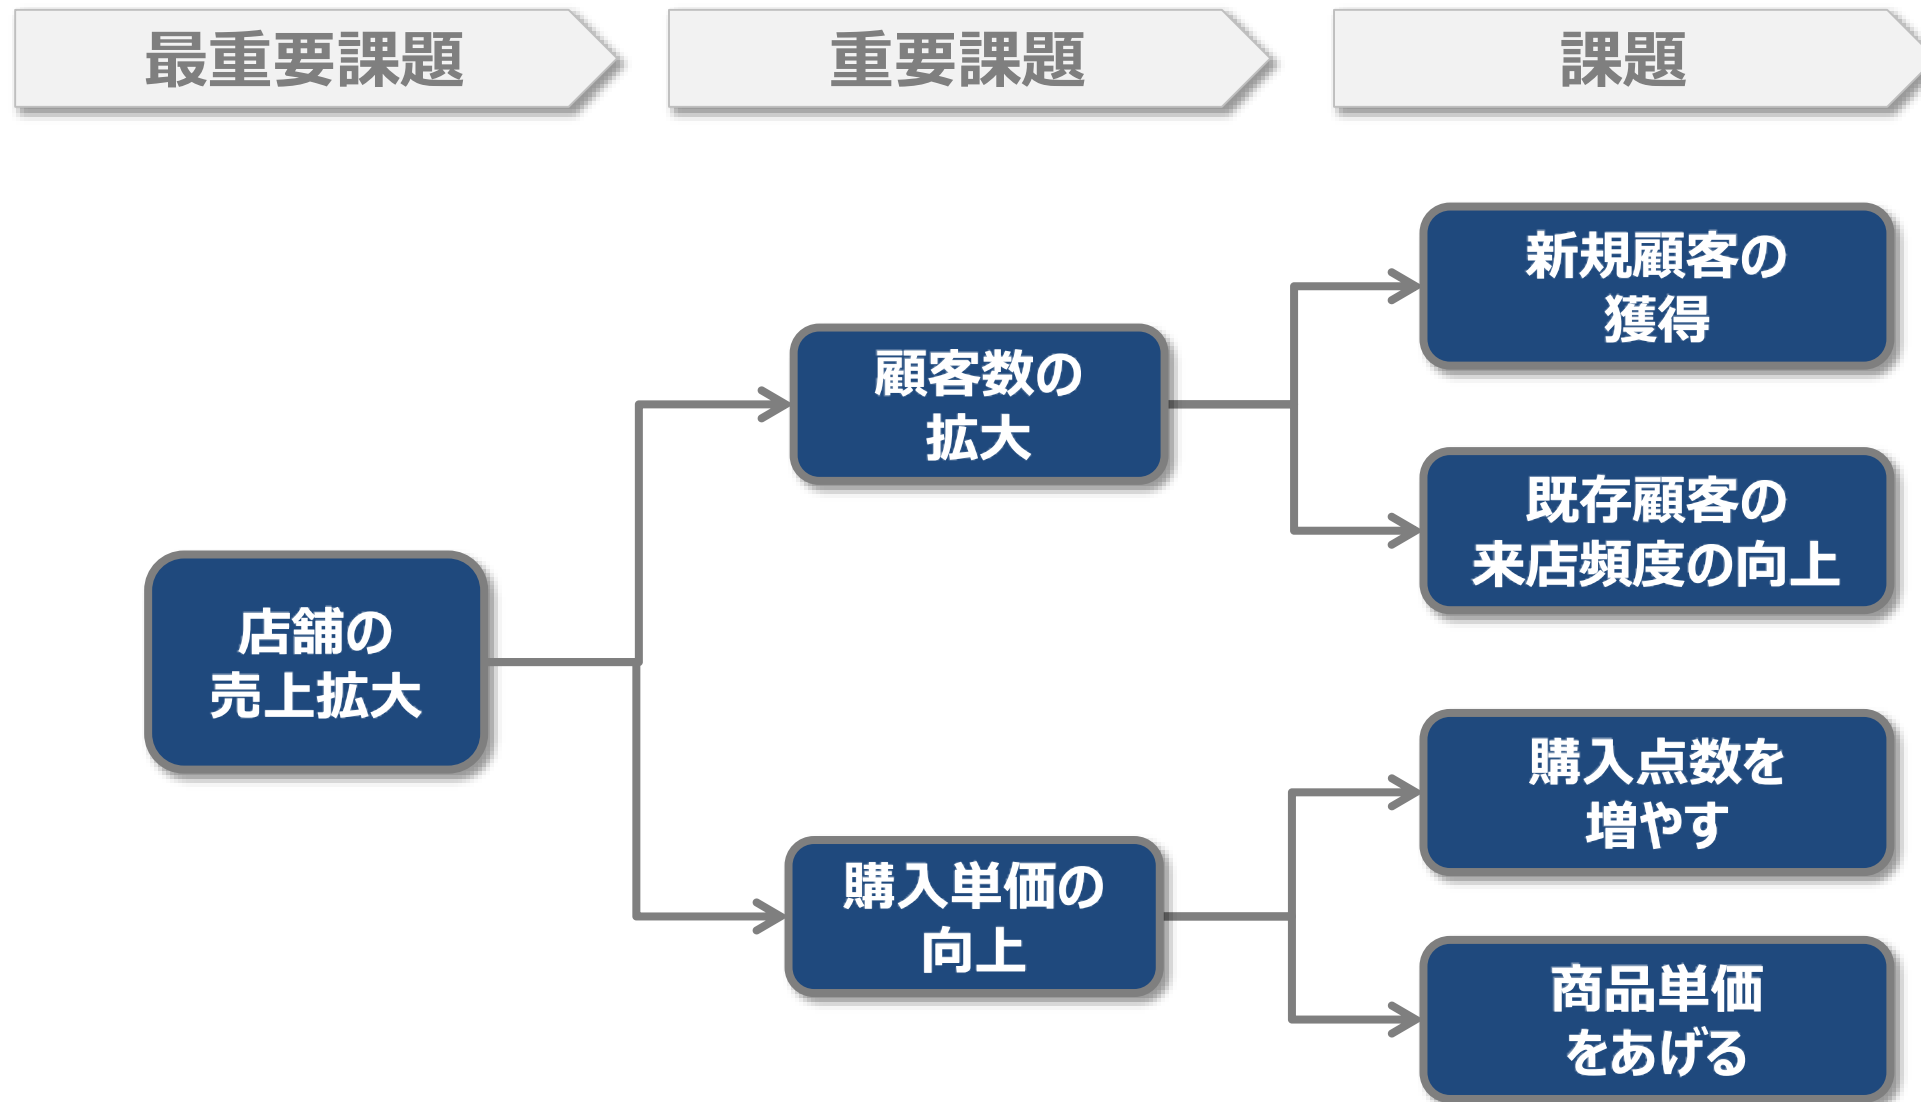 最重要課題
重要課題
課題
新規顧客の
獲得
顧客数の
拡大
既存顧客の
来店頻度の向上
店舗の
売上拡大
購入点数を
増やす
購入単価の
向上
商品単価
をあげる